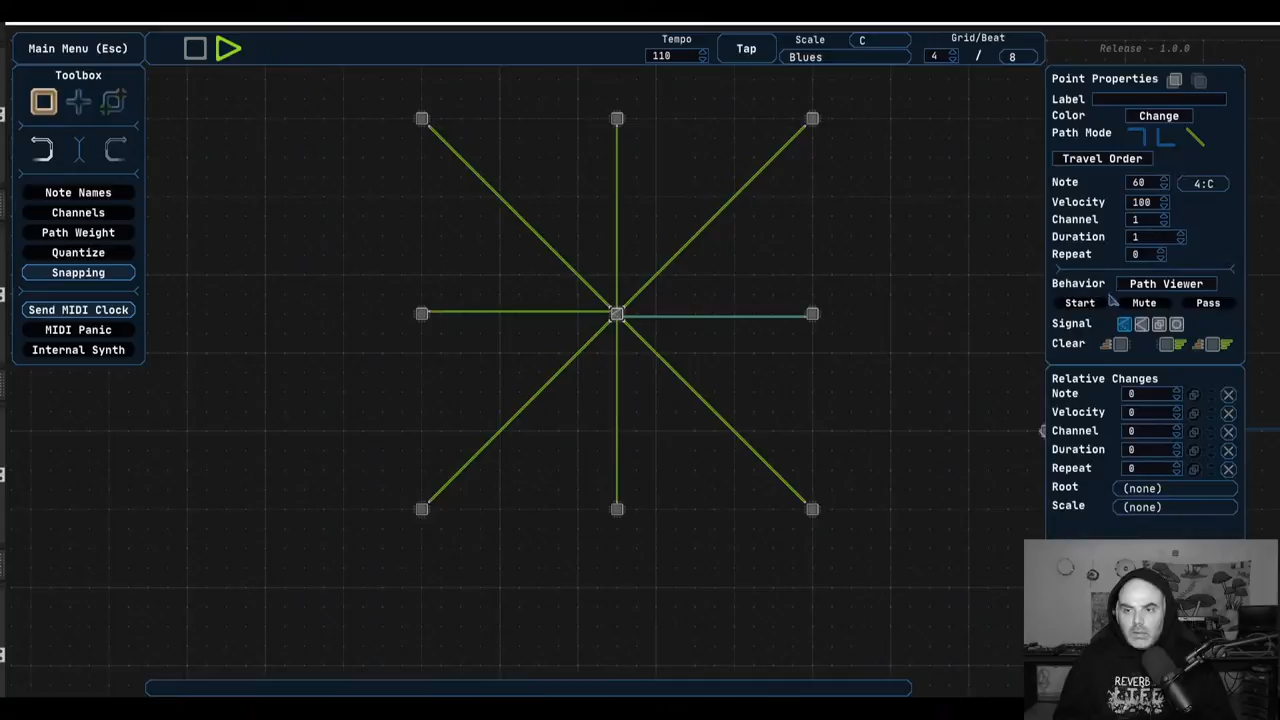 Main Menu (Esc)
Tempo
110
Tap
Scale
C
Blues
Grid/Beat
4 / 8
Release - 1.0.0
Toolbox
Note Names
Channels
Path Weight
Quantize
Snapping
Send MIDI Clock
MIDI Panic
Internal Synth
Point Properties
Label
Color Change
Path Mode
Travel Order
Note 60 4:C
Velocity 100
Channel 1
Duration 1
Repeat 0
Behavior Path Viewer
Start Mute Pass
Signal
Clear
Relative Changes
Note 0
Velocity 0
Channel 0
Duration 0
Repeat 0
Root (none)
Scale (none)
REVERB
LIFE